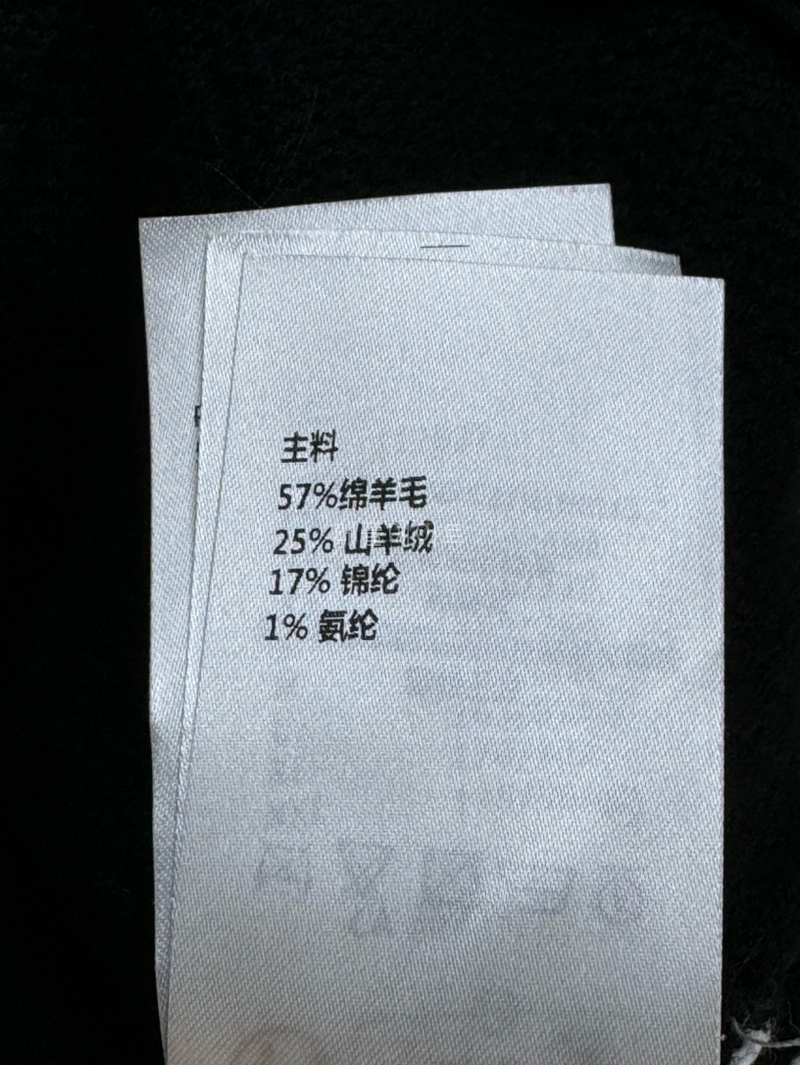 主料
57%绵羊毛
25% 山羊绒
17% 锦纶
1% 氨纶